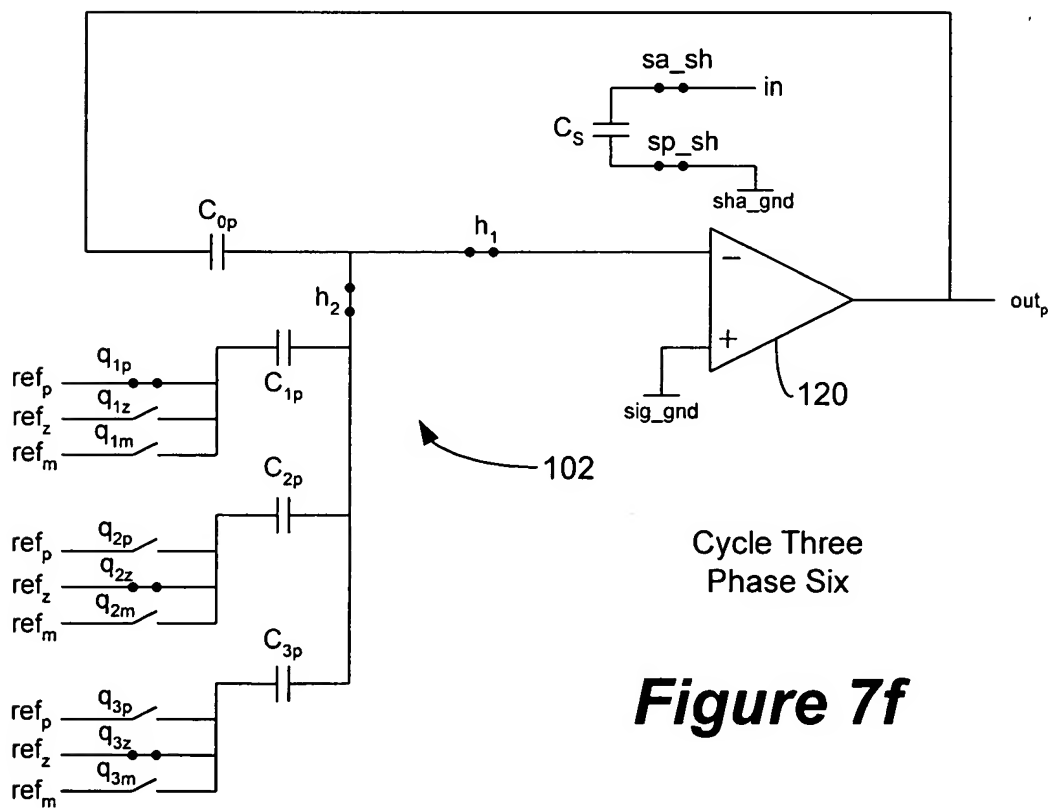 sa_sh
in
C_S
sp_sh
sha_gnd
C_0p
h_1
−
h_2
out_p
+
q_1p
ref_p
C_1p
120
q_1z
ref_z
sig_gnd
q_1m
ref_m
102
C_2p
q_2p
ref_p
Cycle Three
q_2z
ref_z
Phase Six
q_2m
ref_m
C_3p
q_3p
ref_p
Figure 7f
q_3z
ref_z
q_3m
ref_m